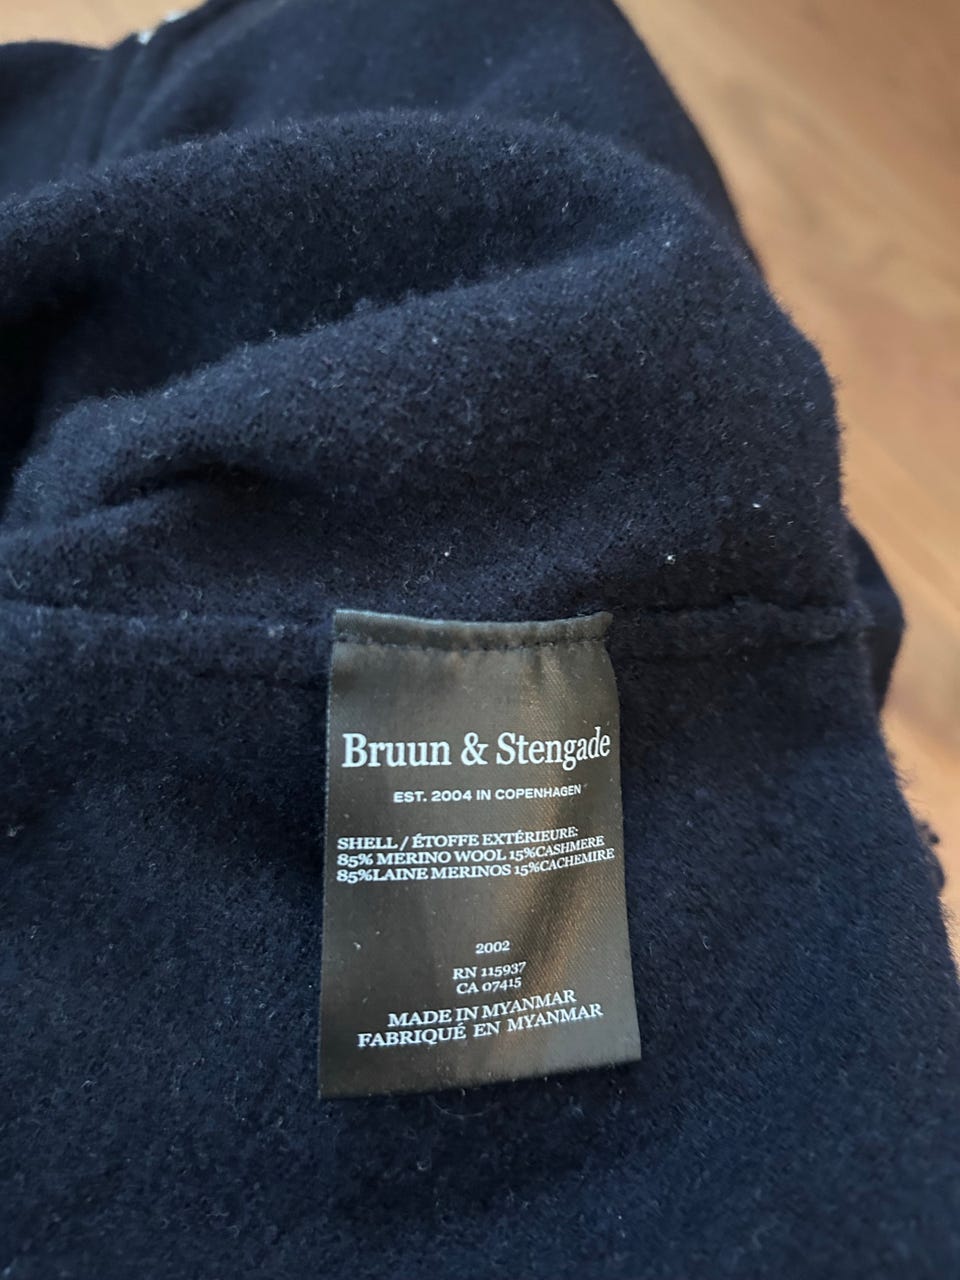 Bruun & Stengade
EST. 2004 IN COPENHAGEN
SHELL / ÉTOFFE EXTÉRIEURE:
85% MERINO WOOL 15%CASHMERE
85%LAINE MERINOS 15%CACHEMIRE
2002
RN 115937
CA 07415
MADE IN MYANMAR
FABRIQUÉ EN MYANMAR